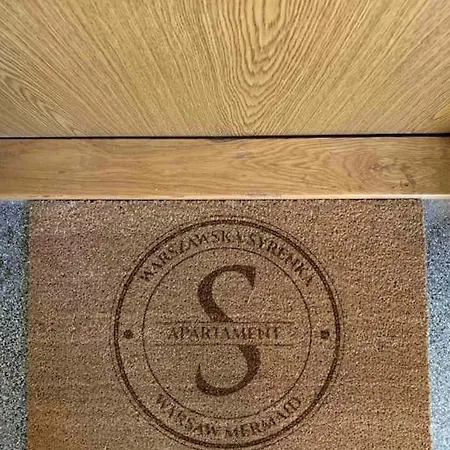 WARSZAWSKA SYRENKA
S
APARTAMENT
WARSAW MERMAID